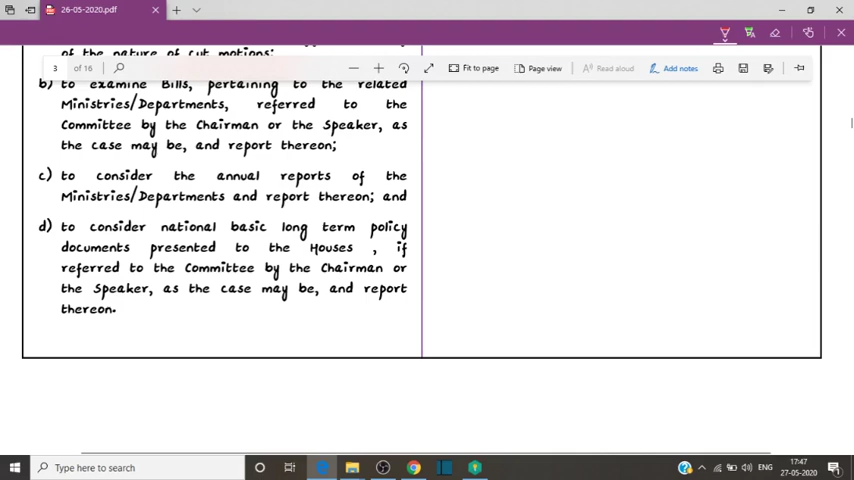 26-05-2020.pdf
of the nature of cut motions;
3 of 16
Fit to page
Page view
Read aloud
Add notes
b) to examine Bills, pertaining to the related
Ministries/Departments, referred to the
Committee by the Chairman or the Speaker, as
the case may be, and report thereon;
c) to consider the annual reports of the
Ministries/Departments and report thereon; and
d) to consider national basic long term policy
documents presented to the Houses , if
referred to the Committee by the Chairman or
the Speaker, as the case may be, and report
thereon.
Type here to search
ENG
17:47
27-05-2020
1